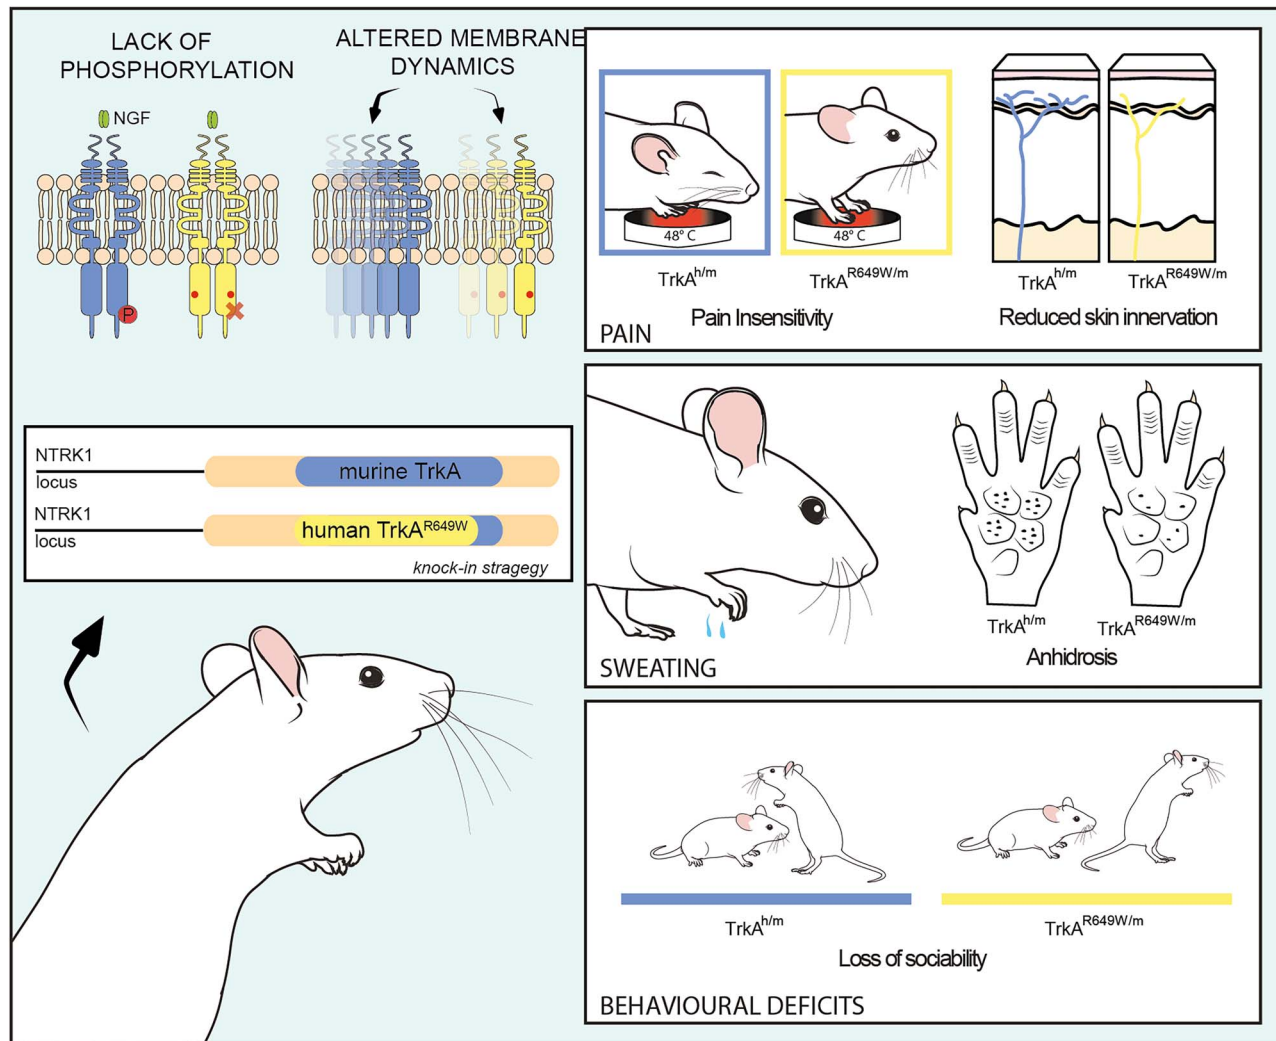 LACK OF
PHOSPHORYLATION
ALTERED MEMBRANE
DYNAMICS
NGF
P
NTRK1
locus
murine TrkA
NTRK1
locus
human TrkA^R649W
knock-in stragegy
48° C
48° C
TrkA^h/m
TrkA^R649W/m
Pain Insensitivity
TrkA^h/m
TrkA^R649W/m
Reduced skin innervation
PAIN
TrkA^h/m
TrkA^R649W/m
Anhidrosis
SWEATING
TrkA^h/m
TrkA^R649W/m
Loss of sociability
BEHAVIOURAL DEFICITS